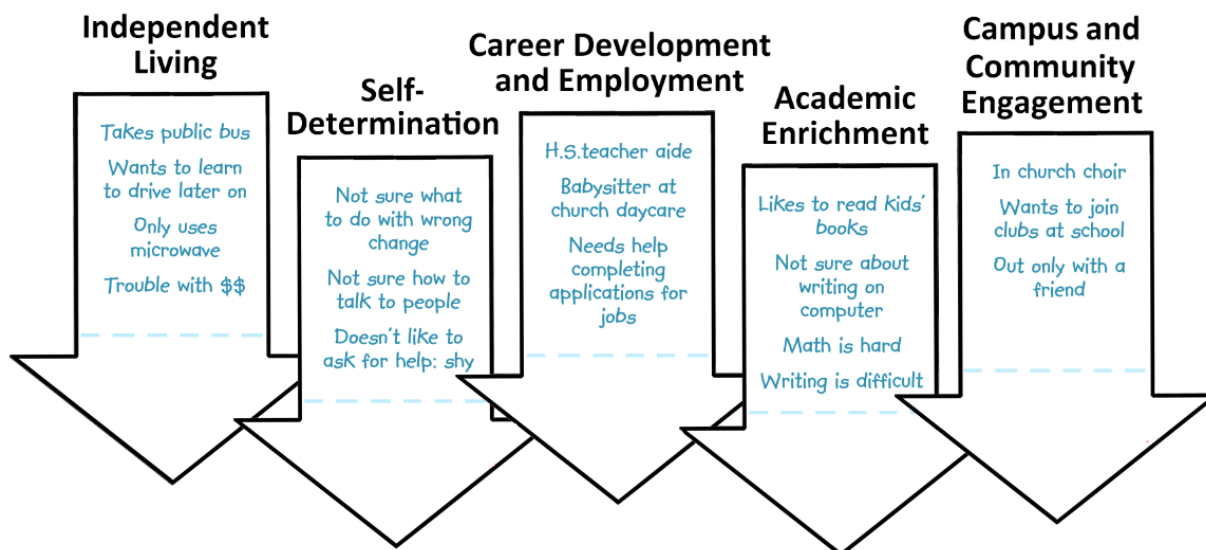 Independent
Living
Takes public bus
Wants to learn
to drive later on
Only uses
microwave
Trouble with $$
Self-
Determination
Not sure what
to do with wrong
change
Not sure how to
talk to people
Doesn't like to
ask for help: shy
Career Development
and Employment
H.S.teacher aide
Babysitter at
church daycare
Needs help
completing
applications for
jobs
Academic
Enrichment
Likes to read kids'
books
Not sure about
writing on
computer
Math is hard
Writing is difficult
Campus and
Community
Engagement
In church choir
Wants to join
clubs at school
Out only with a
friend